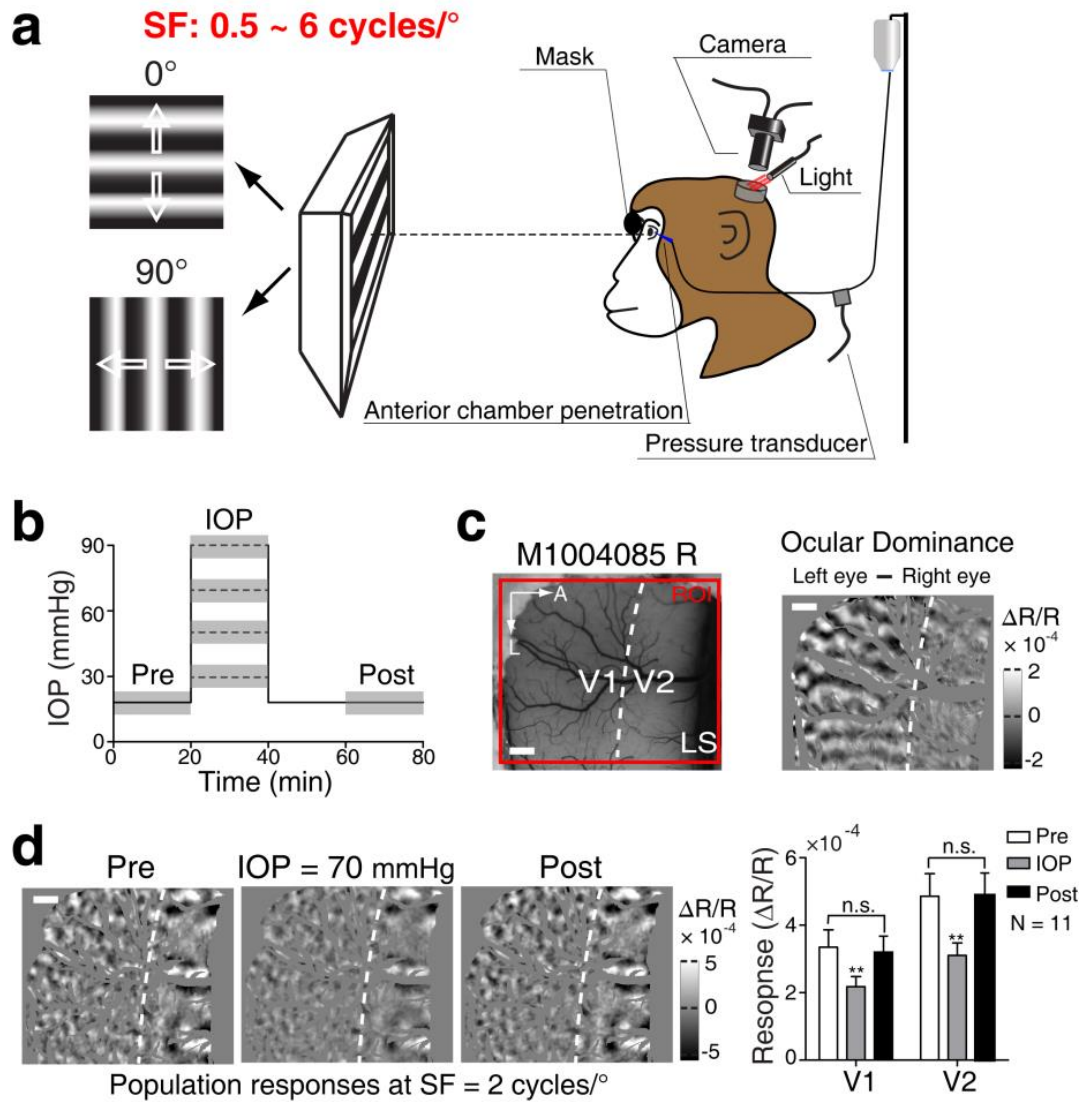 a
SF: 0.5 ~ 6 cycles/°
0°
90°
Mask
Camera
Light
Anterior chamber penetration
Pressure transducer
b
IOP
IOP (mmHg)
90
60
30
0
Pre
Post
0
20
40
60
80
Time (min)
c
M1004085 R
ROI
A
L
V1
V2
LS
Ocular Dominance
Left eye – Right eye
ΔR/R
× 10⁻⁴
2
0
-2
d
Pre
IOP = 70 mmHg
Post
ΔR/R
× 10⁻⁴
5
0
-5
Population responses at SF = 2 cycles/°
×10⁻⁴
Resopnse (ΔR/R)
6
4
2
0
n.s.
**
n.s.
**
V1
V2
Pre
IOP
Post
N = 11